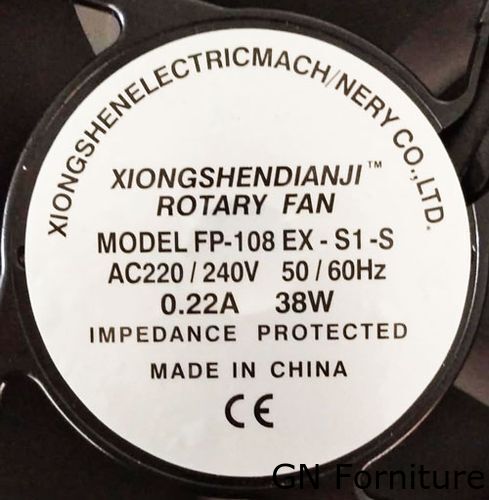 XIONGSHENELECTRICMACH/NERY CO.,LTD.
XIONGSHENDIANJI™
ROTARY FAN
MODEL FP-108 EX - S1 -S
AC220 / 240V 50 / 60Hz
0.22A 38W
IMPEDANCE PROTECTED
MADE IN CHINA
CE
GN Forniture